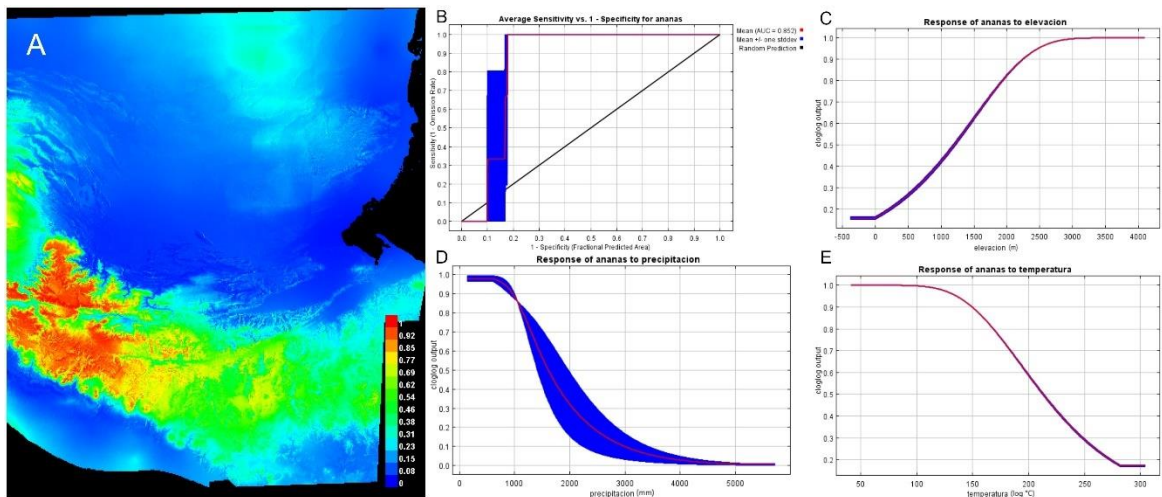 A
1
0.92
0.85
0.77
0.69
0.62
0.54
0.46
0.38
0.31
0.23
0.15
0.08
0
B
Average Sensitivity vs. 1 - Specificity for ananas
Mean (AUC = 0.852)
Mean +/- one stddev
Random Prediction
Sensitivity (1 - Omission Rate)
1.0
0.9
0.8
0.7
0.6
0.5
0.4
0.3
0.2
0.1
0.0
0.0 0.1 0.2 0.3 0.4 0.5 0.6 0.7 0.8 0.9 1.0
1 - Specificity (Fractional Predicted Area)
C
Response of ananas to elevacion
cloglog output
1.0
0.9
0.8
0.7
0.6
0.5
0.4
0.3
0.2
-500 0 500 1000 1500 2000 2500 3000 3500 4000
elevacion (m)
D
Response of ananas to precipitacion
cloglog output
1.0
0.9
0.8
0.7
0.6
0.5
0.4
0.3
0.2
0.1
0.0
0 1000 2000 3000 4000 5000
precipitacion (mm)
E
Response of ananas to temperatura
cloglog output
1.0
0.9
0.8
0.7
0.6
0.5
0.4
0.3
0.2
50 100 150 200 250 300
temperatura (log °C)